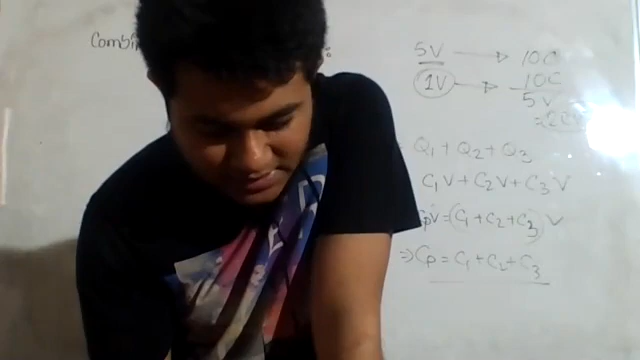 Combi
5V → 10C
1V → 10C
5V
= Q₁ + Q₂ + Q₃
C₁V + C₂V + C₃V
CpV = (C₁ + C₂ + C₃) V
⇒ Cp = C₁ + C₂ + C₃